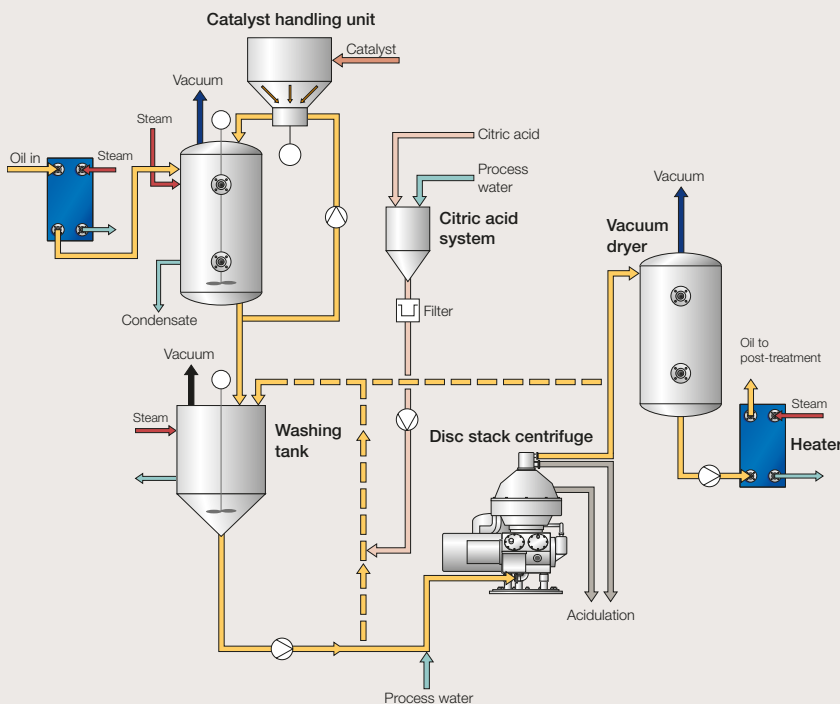 Catalyst handling unit
Catalyst
Vacuum
Steam
Oil in
Steam
Citric acid
Process
water
Citric acid
system
Vacuum
Vacuum
dryer
Filter
Condensate
Vacuum
Oil to
post-treatment
Steam
Steam
Washing
tank
Disc stack centrifuge
Heater
Acidulation
Process water